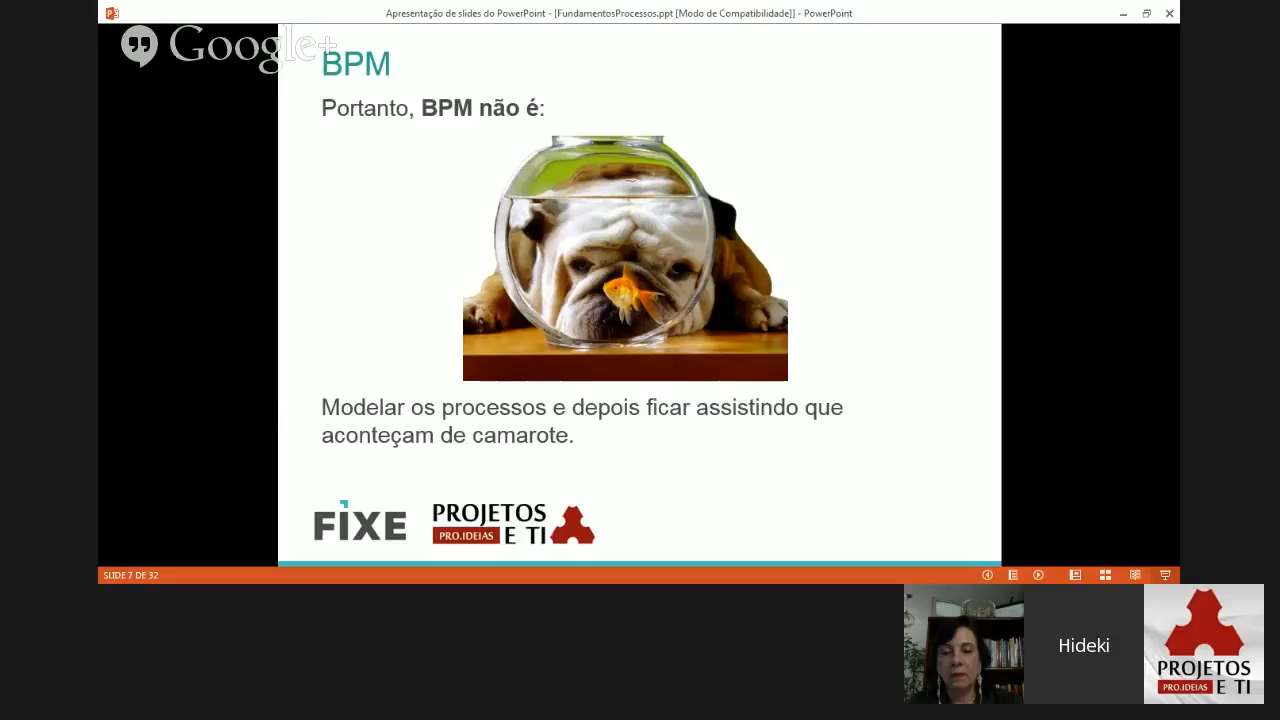 Apresentação de slides do PowerPoint - [FundamentosProcessos.ppt [Modo de Compatibilidade]] - PowerPoint
Google+
BPM
Portanto, BPM não é:
Modelar os processos e depois ficar assistindo que
aconteçam de camarote.
FIXE
PROJETOS
PRO.IDEIAS E TI
SLIDE 7 DE 32
Hideki
PROJETOS
PRO.IDEIAS E TI